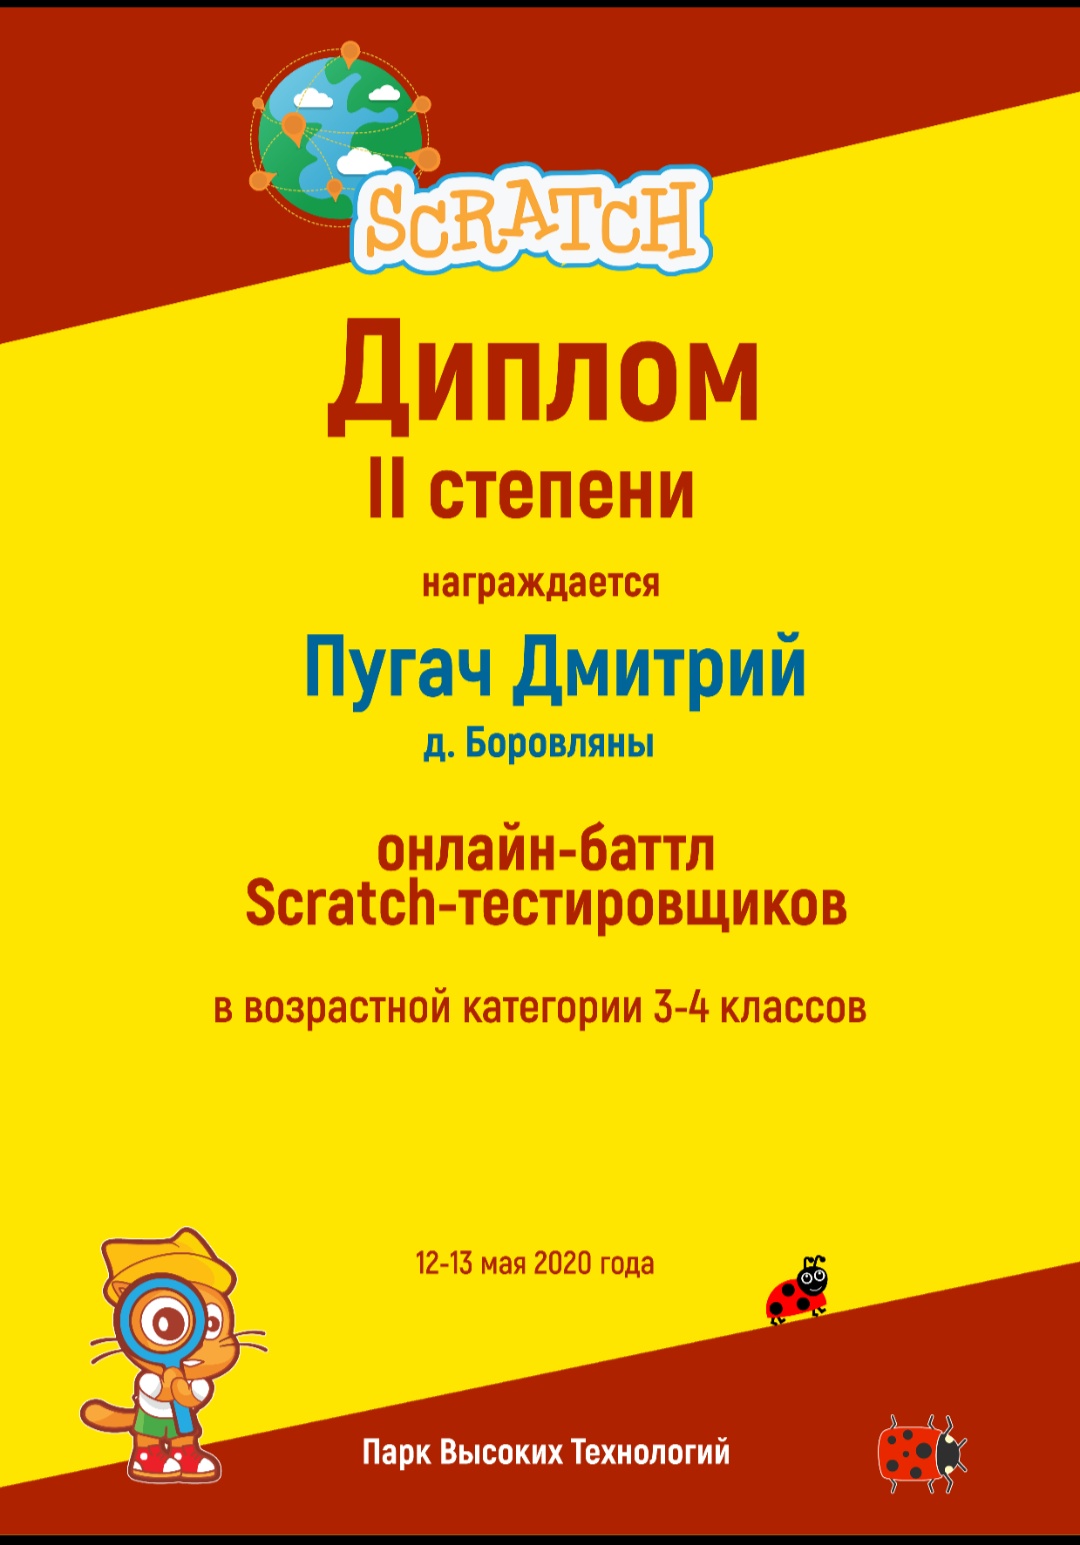 SCRATCH
Диплом
II степени
награждается
Пугач Дмитрий
д. Боровляны
онлайн-баттл
Scratch-тестировщиков
в возрастной категории 3-4 классов
12-13 мая 2020 года
Парк Высоких Технологий